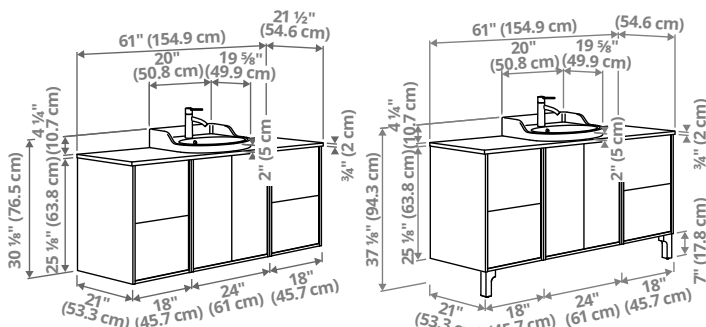 21 ½"
(54.6 cm)
61" (154.9 cm)
20"
(50.8 cm)
19 ⅝"
(49.9 cm)
4 ¼"
(10.7 cm)
30 ⅛" (76.5 cm)
25 ⅛" (63.8 cm)
2" (5 cm
¾" (2 cm)
21"
(53.3 cm)
18"
(45.7 cm)
24"
(61 cm)
18"
(45.7 cm)
(54.6 cm)
61" (154.9 cm)
20"
(50.8 cm)
19 ⅝"
(49.9 cm)
4 ¼"
(10.7 cm)
37 ⅛" (94.3 cm)
25 ⅛" (63.8 cm)
2" (5 cm)
¾" (2 cm)
7" (17.8 cm)
21"
(53.3
18"
(45.7 cm)
24"
(61 cm)
18"
(45.7 cm)